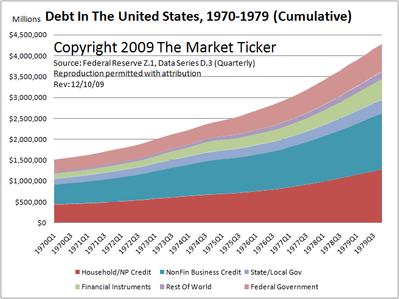 Millions
Debt In The United States, 1970-1979 (Cumulative)
Copyright 2009 The Market Ticker
Source: Federal Reserve Z.1, Data Series D.3 (Quarterly)
Reproduction permitted with attribution
Rev:12/10/09
$4,500,000
$4,000,000
$3,500,000
$3,000,000
$2,500,000
$2,000,000
$1,500,000
$1,000,000
$500,000
$0
1970Q1 1970Q3 1971Q1 1971Q3 1972Q1 1972Q3 1973Q1 1973Q3 1974Q1 1974Q3 1975Q1 1975Q3 1976Q1 1976Q3 1977Q1 1977Q3 1978Q1 1978Q3 1979Q1 1979Q3
Household/NP Credit NonFin Business Credit State/Local Gov
Financial Instruments Rest Of World Federal Government